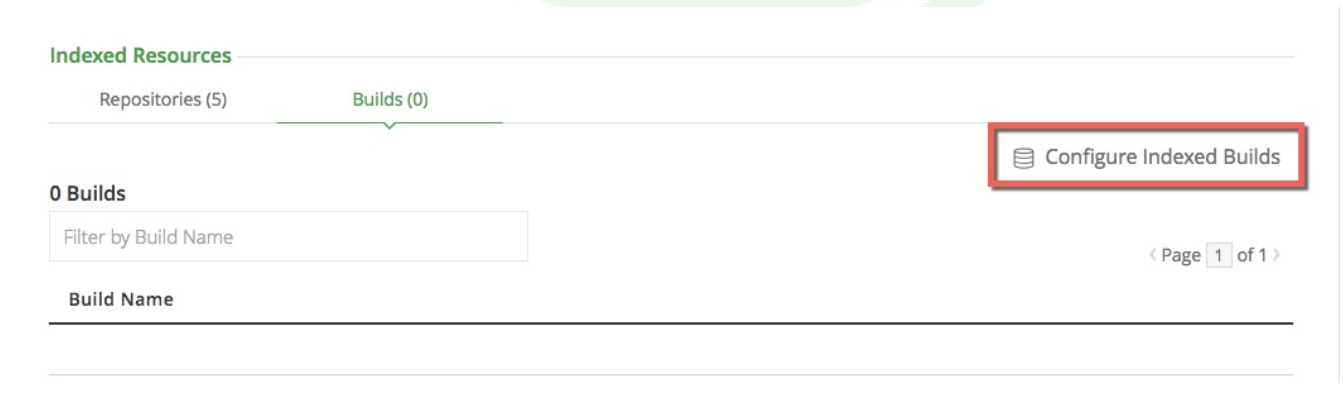 Indexed Resources
Repositories (5) Builds (0)
Configure Indexed Builds
0 Builds
Filter by Build Name
Page 1 of 1
Build Name